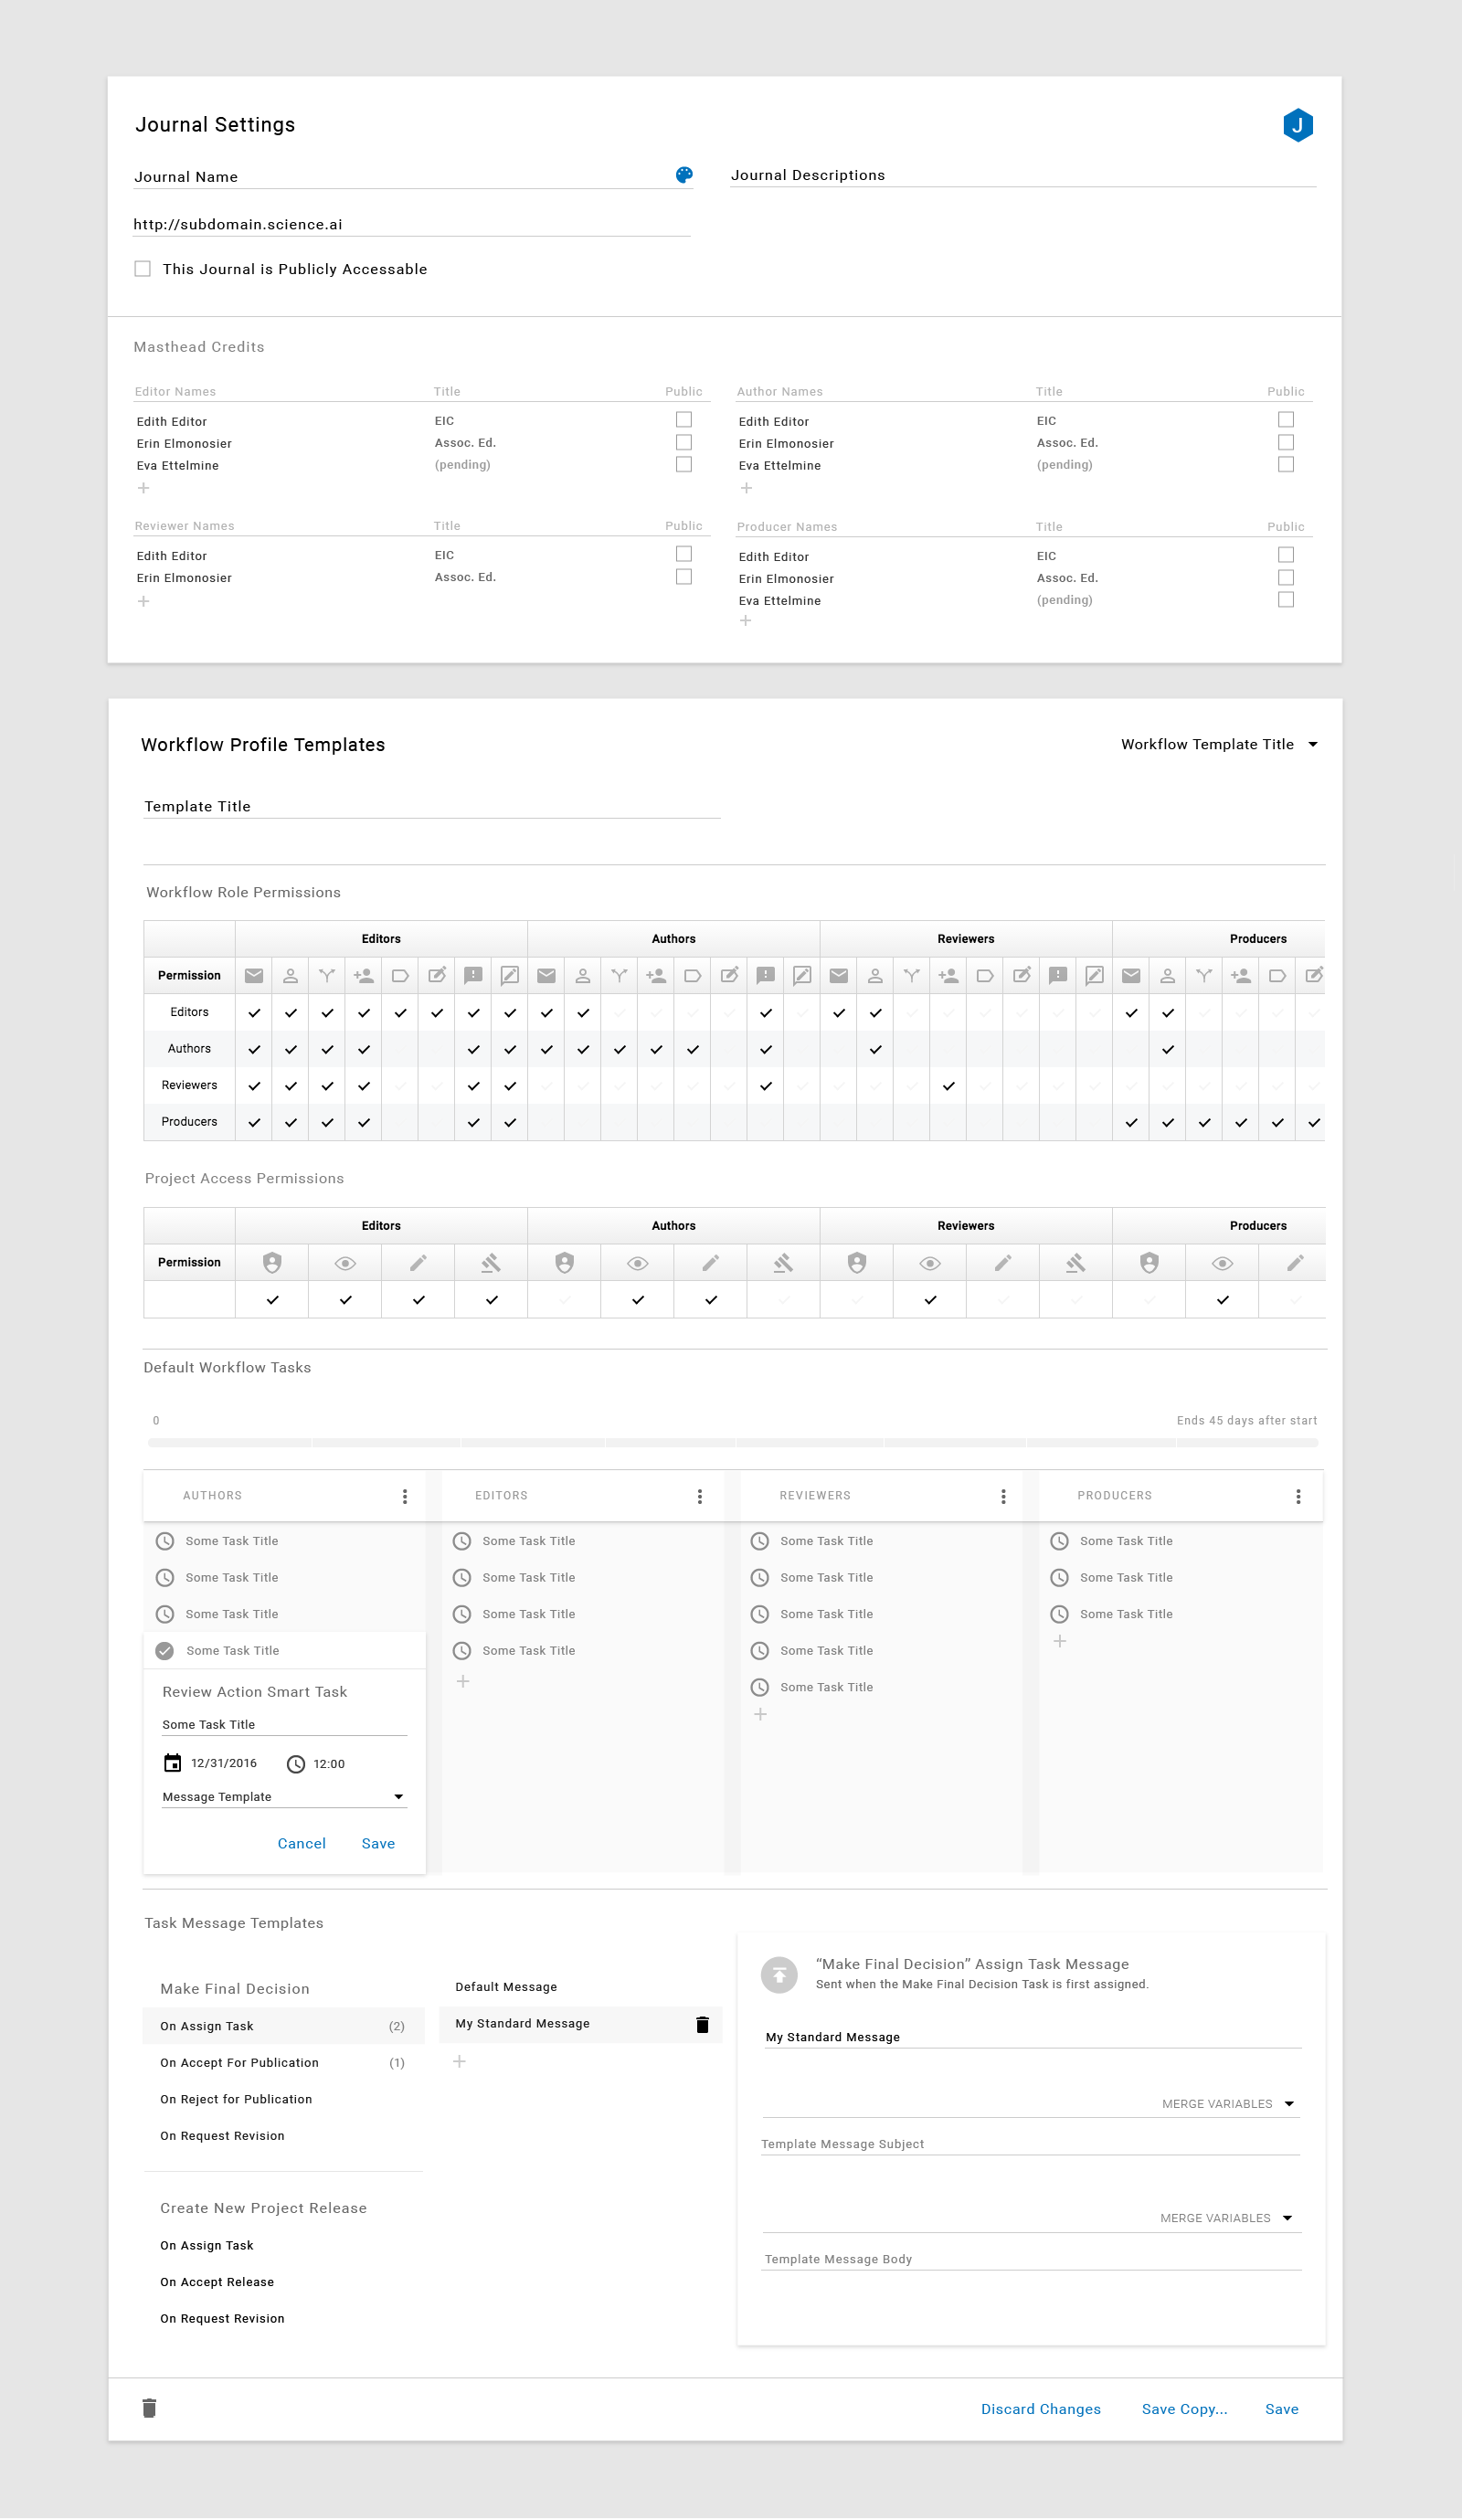 Journal Settings
J
Journal Name
Journal Descriptions
http://subdomain.science.ai
This Journal is Publicly Accessable
Masthead Credits
Editor Names Title Public
Edith Editor EIC
Erin Elmonosier Assoc. Ed.
Eva Ettelmine (pending)
Author Names Title Public
Edith Editor EIC
Erin Elmonosier Assoc. Ed.
Eva Ettelmine (pending)
Reviewer Names Title Public
Edith Editor EIC
Erin Elmonosier Assoc. Ed.
Producer Names Title Public
Edith Editor EIC
Erin Elmonosier Assoc. Ed.
Eva Ettelmine (pending)
Workflow Profile Templates
Workflow Template Title
Template Title
Workflow Role Permissions
Editors Authors Reviewers Producers
Permission
Editors
Authors
Reviewers
Producers
Project Access Permissions
Editors Authors Reviewers Producers
Permission
Default Workflow Tasks
0 Ends 45 days after start
AUTHORS
Some Task Title
Some Task Title
Some Task Title
Some Task Title
Review Action Smart Task
Some Task Title
12/31/2016 12:00
Message Template
Cancel Save
EDITORS
Some Task Title
Some Task Title
Some Task Title
Some Task Title
REVIEWERS
Some Task Title
Some Task Title
Some Task Title
Some Task Title
Some Task Title
PRODUCERS
Some Task Title
Some Task Title
Some Task Title
Task Message Templates
Make Final Decision
On Assign Task (2)
On Accept For Publication (1)
On Reject for Publication
On Request Revision
Create New Project Release
On Assign Task
On Accept Release
On Request Revision
Default Message
My Standard Message
“Make Final Decision” Assign Task Message
Sent when the Make Final Decision Task is first assigned.
My Standard Message
MERGE VARIABLES
Template Message Subject
MERGE VARIABLES
Template Message Body
Discard Changes Save Copy... Save